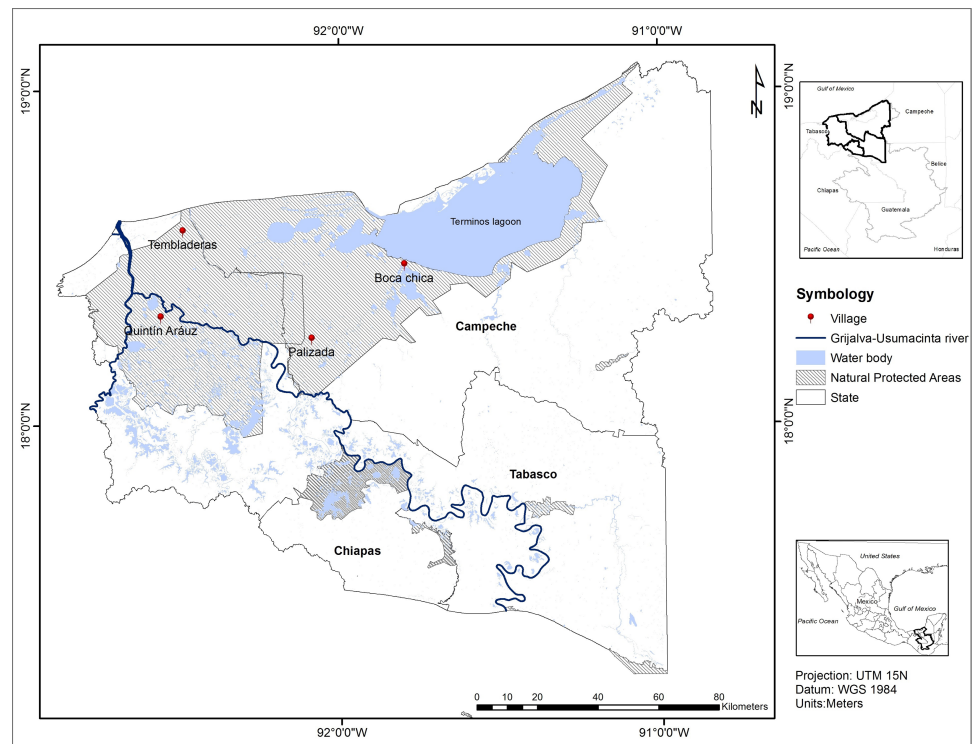 92°0'0"W
91°0'0"W
19°0'0"N
19°0'0"N
N
Terminos lagoon
Tembladeras
Boca chica
Quintín Aráuz
Campeche
Palizada
18°0'0"N
18°0'0"N
Tabasco
Chiapas
0 10 20 40 60 80
Kilometers
92°0'0"W
91°0'0"W
Gulf of Mexico
Campeche
Tabasco
Belice
Chiapas
Guatemala
Pacific Ocean
Honduras
Symbology
Village
Grijalva-Usumacinta river
Water body
Natural Protected Areas
State
United States
Mexico
Gulf of Mexico
Pacific Ocean
Projection: UTM 15N
Datum: WGS 1984
Units:Meters